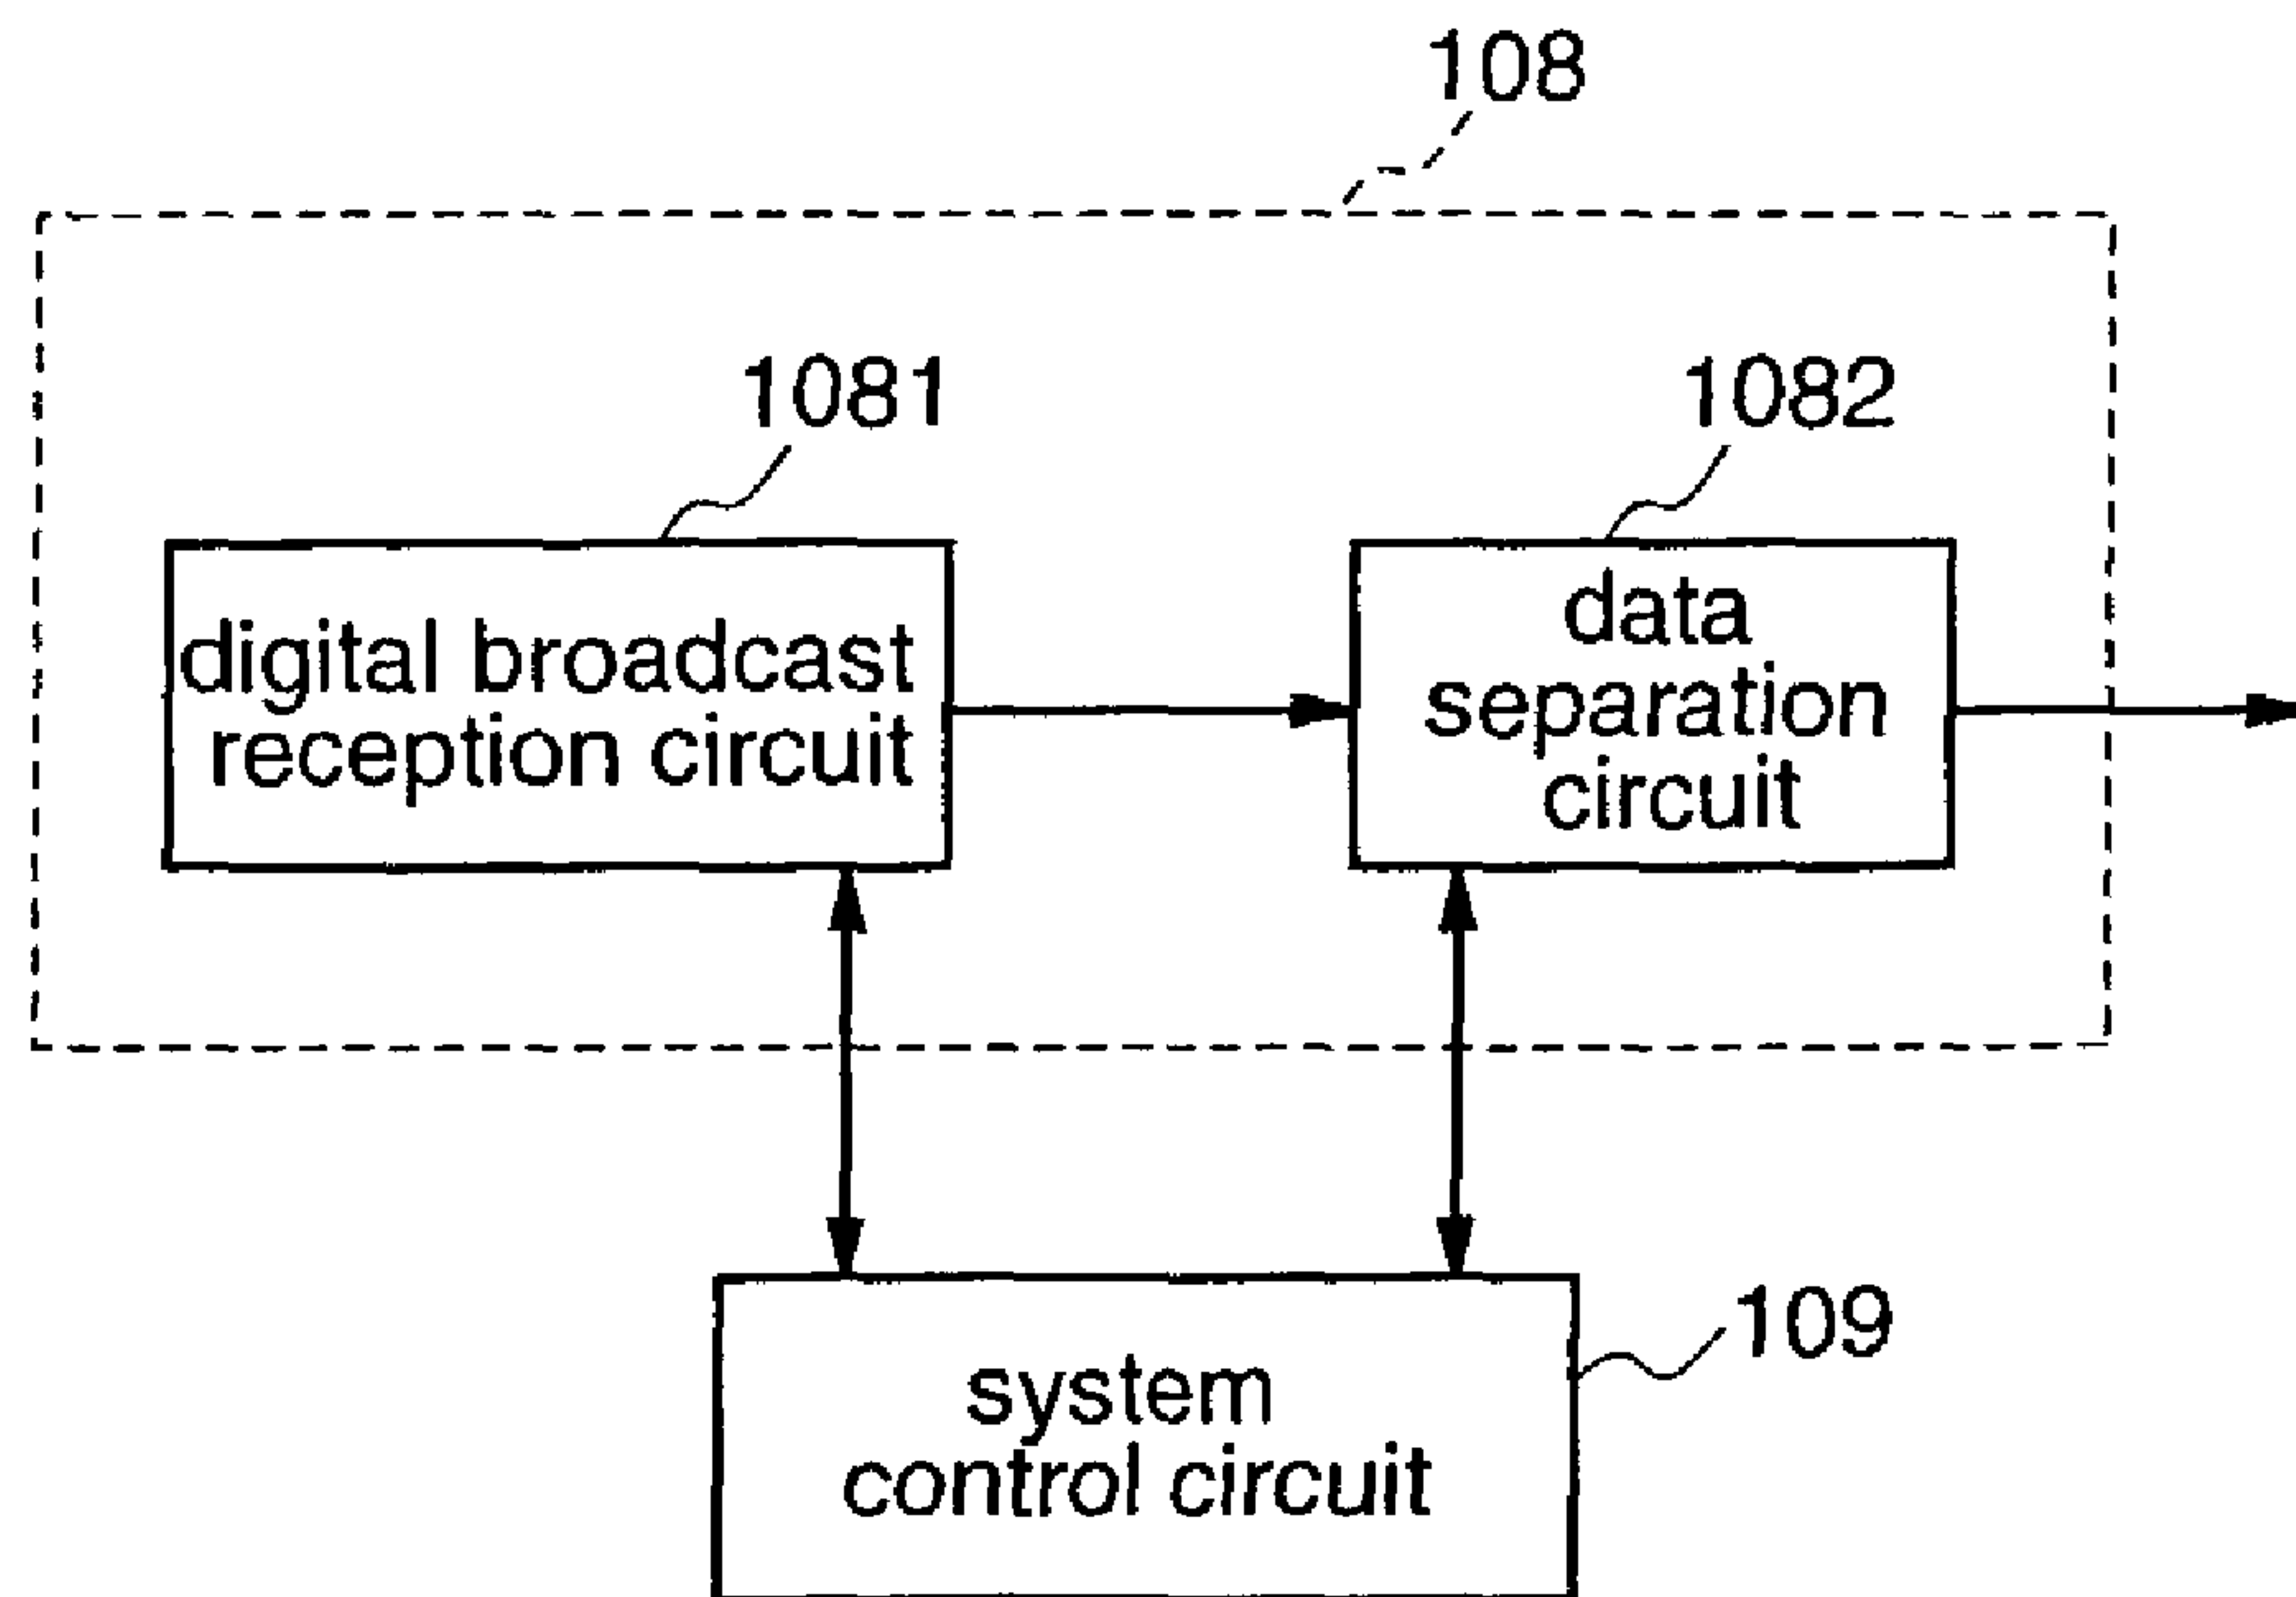 108
1081
1082
digital broadcast
reception circuit
data
separation
circuit
109
system
control circuit